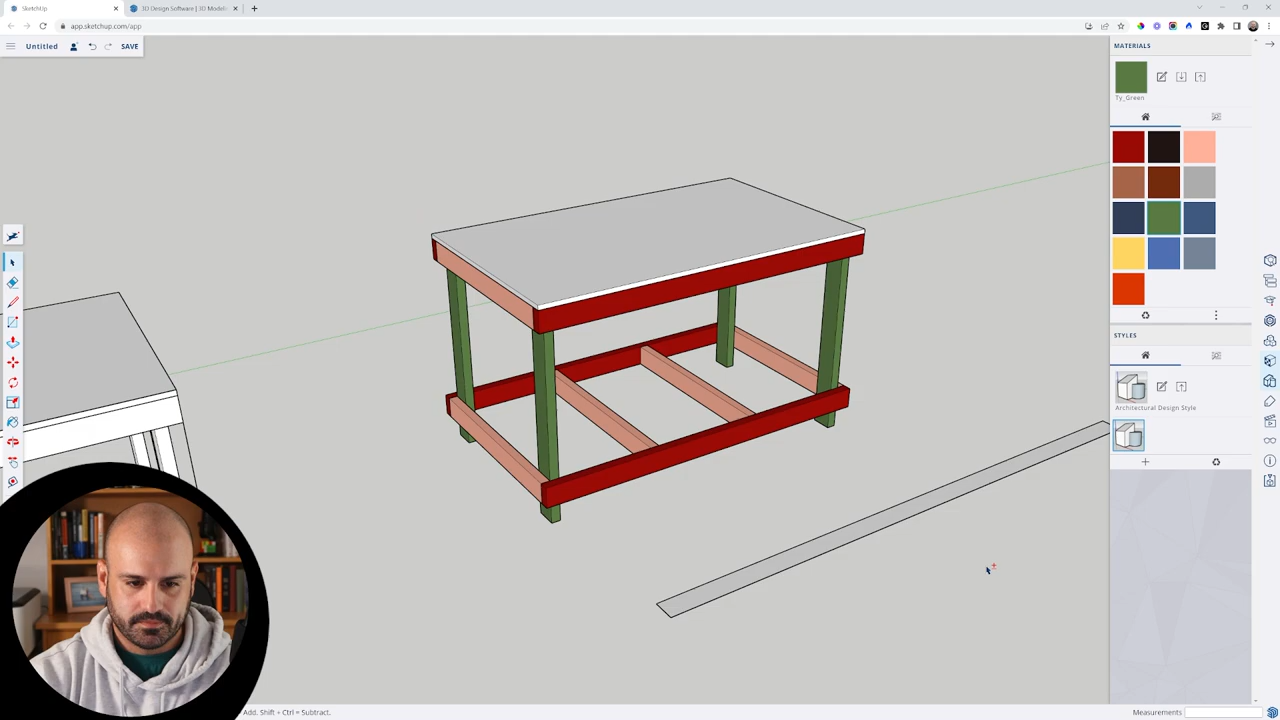 SketchUp
3D Design Software | 3D Modeli
app.sketchup.com/app
Untitled
SAVE
MATERIALS
Ty_Green
STYLES
Architectural Design Style
Add. Shift + Ctrl = Subtract.
Measurements